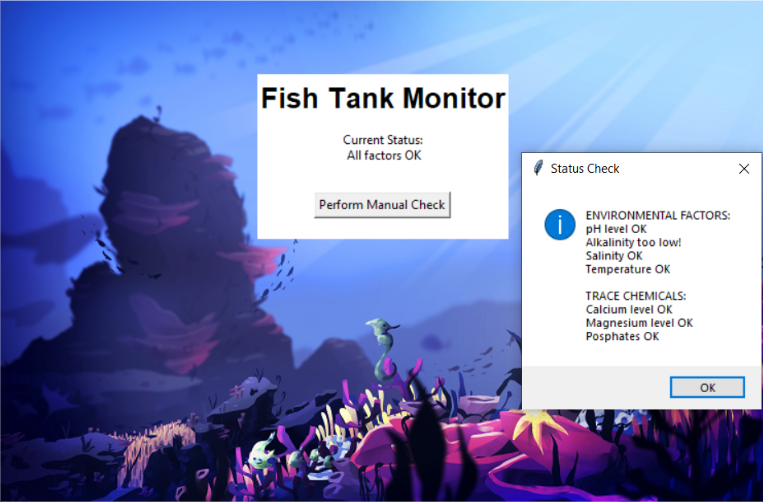 Fish Tank Monitor
Current Status:
All factors OK
Perform Manual Check
Status Check
ENVIRONMENTAL FACTORS:
pH level OK
Alkalinity too low!
Salinity OK
Temperature OK
TRACE CHEMICALS:
Calcium level OK
Magnesium level OK
Posphates OK
OK